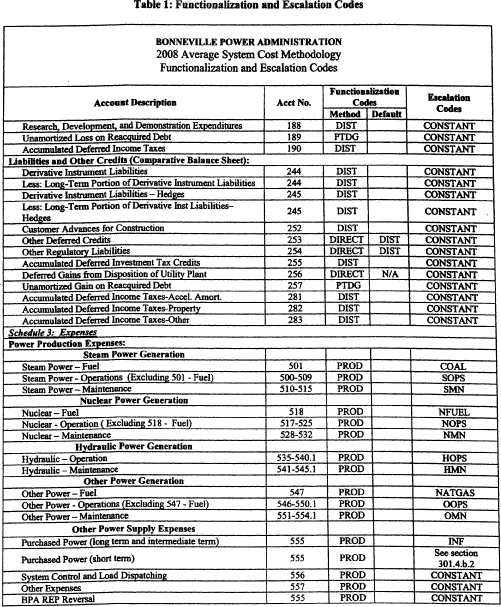 Table 1: Functionalization and Escalation Codes
BONNEVILLE POWER ADMINISTRATION
2008 Average System Cost Methodology
Functionalization and Escalation Codes
Account Description Acct No. Functionalization Codes Escalation Codes
Method Default
Research, Development, and Demonstration Expenditures 188 DIST CONSTANT
Unamortized Loss on Reacquired Debt 189 PTDG CONSTANT
Accumulated Deferred Income Taxes 190 DIST CONSTANT
Liabilities and Other Credits (Comparative Balance Sheet):
Derivative Instrument Liabilities 244 DIST CONSTANT
Less: Long-Term Portion of Derivative Instrument Liabilities 244 DIST CONSTANT
Derivative Instrument Liabilities – Hedges 245 DIST CONSTANT
Less: Long-Term Portion of Derivative Inst Liabilities–
Hedges 245 DIST CONSTANT
Customer Advances for Construction 252 DIST CONSTANT
Other Deferred Credits 253 DIRECT DIST CONSTANT
Other Regulatory Liabilities 254 DIRECT DIST CONSTANT
Accumulated Deferred Investment Tax Credits 255 DIST CONSTANT
Deferred Gains from Disposition of Utility Plant 256 DIRECT N/A CONSTANT
Unamortized Gain on Reacquired Debt 257 PTDG CONSTANT
Accumulated Deferred Income Taxes-Accel. Amort. 281 DIST CONSTANT
Accumulated Deferred Income Taxes-Property 282 DIST CONSTANT
Accumulated Deferred Income Taxes-Other 283 DIST CONSTANT
Schedule 3: Expenses
Power Production Expenses:
Steam Power Generation
Steam Power – Fuel 501 PROD COAL
Steam Power - Operations (Excluding 501 - Fuel) 500-509 PROD SOPS
Steam Power – Maintenance 510-515 PROD SMN
Nuclear Power Generation
Nuclear – Fuel 518 PROD NFUEL
Nuclear - Operation ( Excluding 518 - Fuel) 517-525 PROD NOPS
Nuclear – Maintenance 528-532 PROD NMN
Hydraulic Power Generation
Hydraulic – Operation 535-540.1 PROD HOPS
Hydraulic – Maintenance 541-545.1 PROD HMN
Other Power Generation
Other Power – Fuel 547 PROD NATGAS
Other Power - Operations (Excluding 547 - Fuel) 546-550.1 PROD OOPS
Other Power – Maintenance 551-554.1 PROD OMN
Other Power Supply Expenses
Purchased Power (long term and intermediate term) 555 PROD INF
Purchased Power (short term) 555 PROD See section 301.4.b.2
System Control and Load Dispatching 556 PROD CONSTANT
Other Expenses 557 PROD CONSTANT
BPA REP Reversal 555 PROD CONSTANT